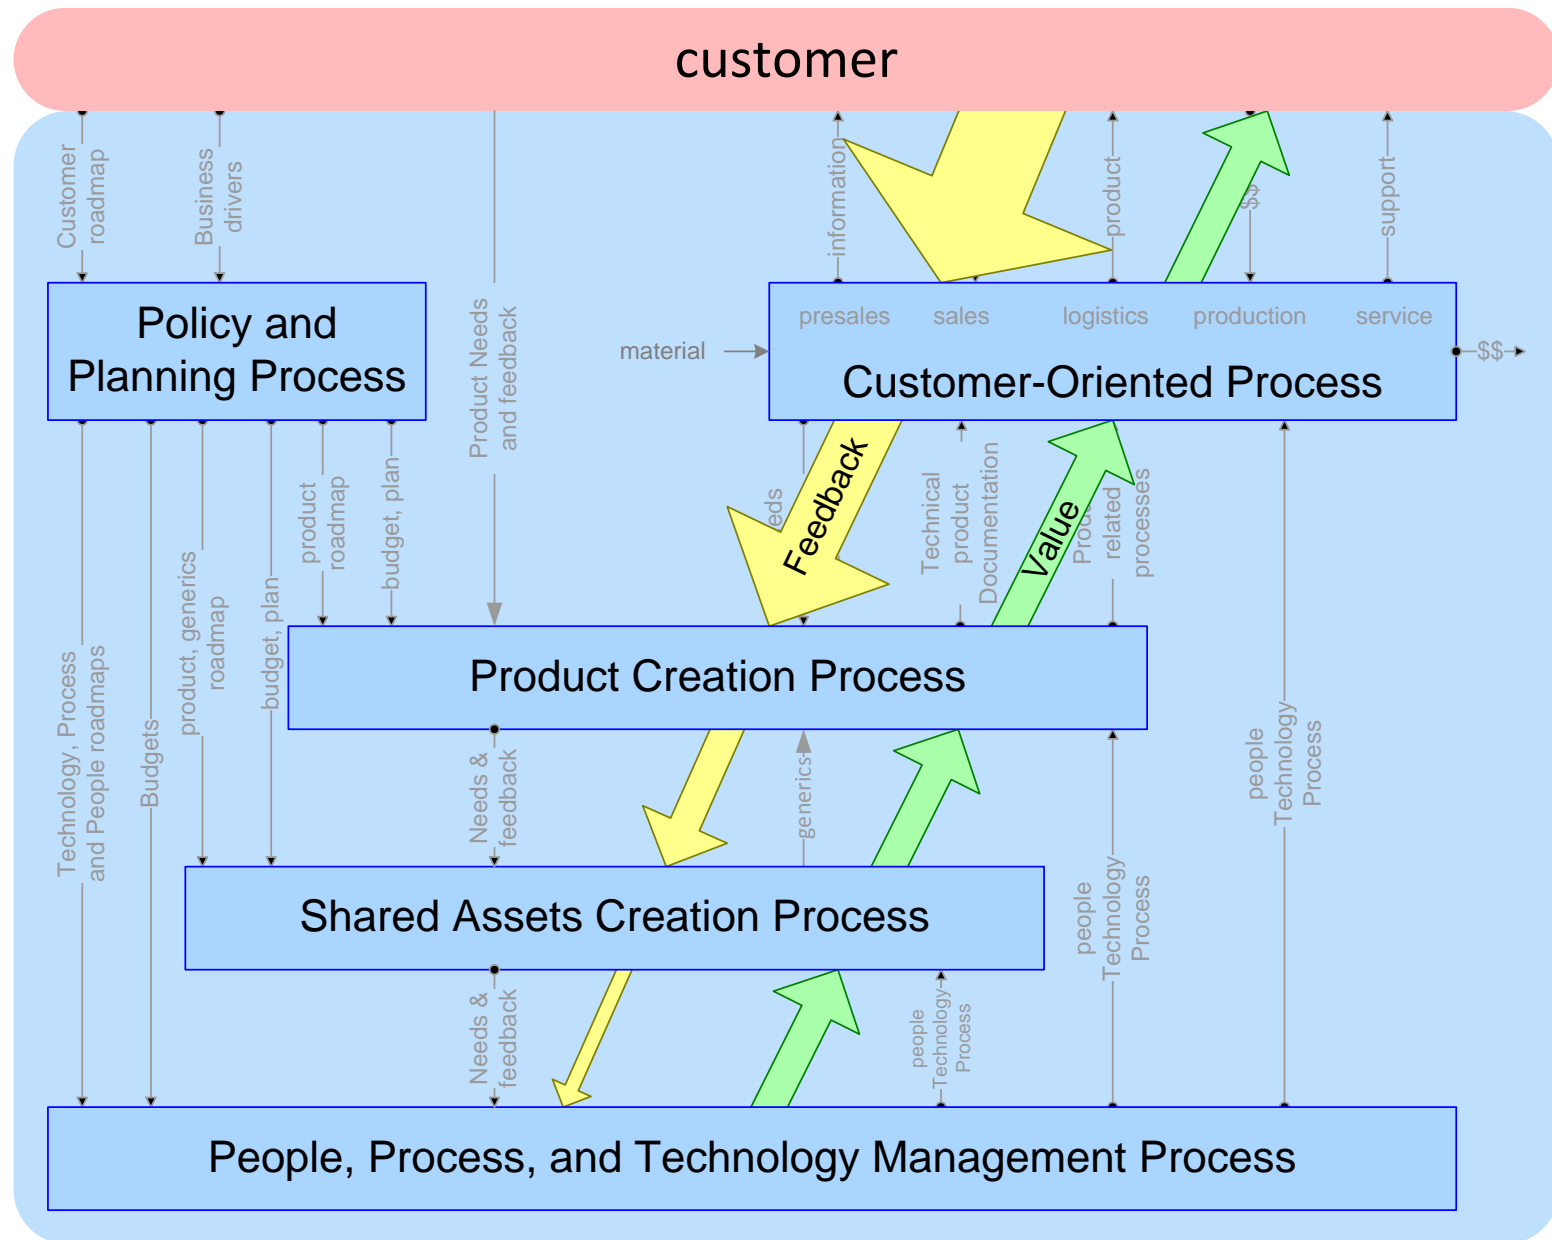 customer
Customer
roadmap
Business
drivers
information
product
$$
support
Policy and
Planning Process
Product Needs
and feedback
material
presales
sales
logistics
production
service
Customer-Oriented Process
$$
Technology, Process
and People roadmaps
Budgets
product, generics
roadmap
budget, plan
product
roadmap
budget, plan
Feedback
Technical
product
Documentation
Value
related
processes
people
Technology
Process
Product Creation Process
Needs &
feedback
generics
people
Technology
Process
Shared Assets Creation Process
Needs &
feedback
people
Technology
Process
People, Process, and Technology Management Process